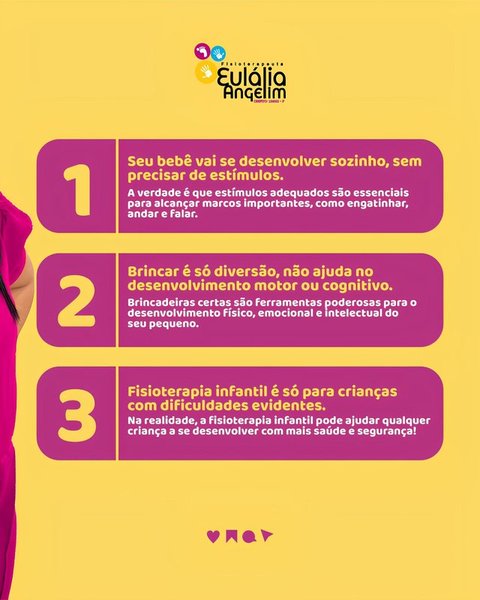 Fisioterapeuta
Eulália
Angelim
1
Seu bebê vai se desenvolver sozinho, sem
precisar de estímulos.
A verdade é que estímulos adequados são essenciais
para alcançar marcos importantes, como engatinhar,
andar e falar.
2
Brincar é só diversão, não ajuda no
desenvolvimento motor ou cognitivo.
Brincadeiras certas são ferramentas poderosas para o
desenvolvimento físico, emocional e intelectual do
seu pequeno.
3
Fisioterapia infantil é só para crianças
com dificuldades evidentes.
Na realidade, a fisioterapia infantil pode ajudar qualquer
criança a se desenvolver com mais saúde e segurança!